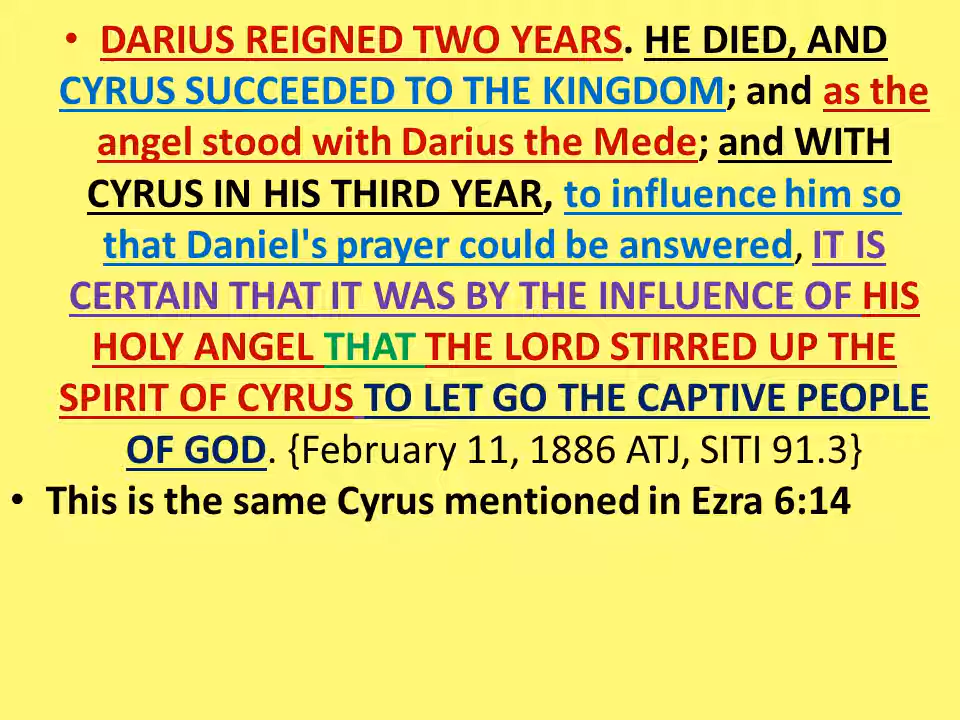 • DARIUS REIGNED TWO YEARS. HE DIED, AND
CYRUS SUCCEEDED TO THE KINGDOM; and as the
angel stood with Darius the Mede; and WITH
CYRUS IN HIS THIRD YEAR, to influence him so
that Daniel's prayer could be answered, IT IS
CERTAIN THAT IT WAS BY THE INFLUENCE OF HIS
HOLY ANGEL THAT THE LORD STIRRED UP THE
SPIRIT OF CYRUS TO LET GO THE CAPTIVE PEOPLE
OF GOD. {February 11, 1886 ATJ, SITI 91.3}
• This is the same Cyrus mentioned in Ezra 6:14